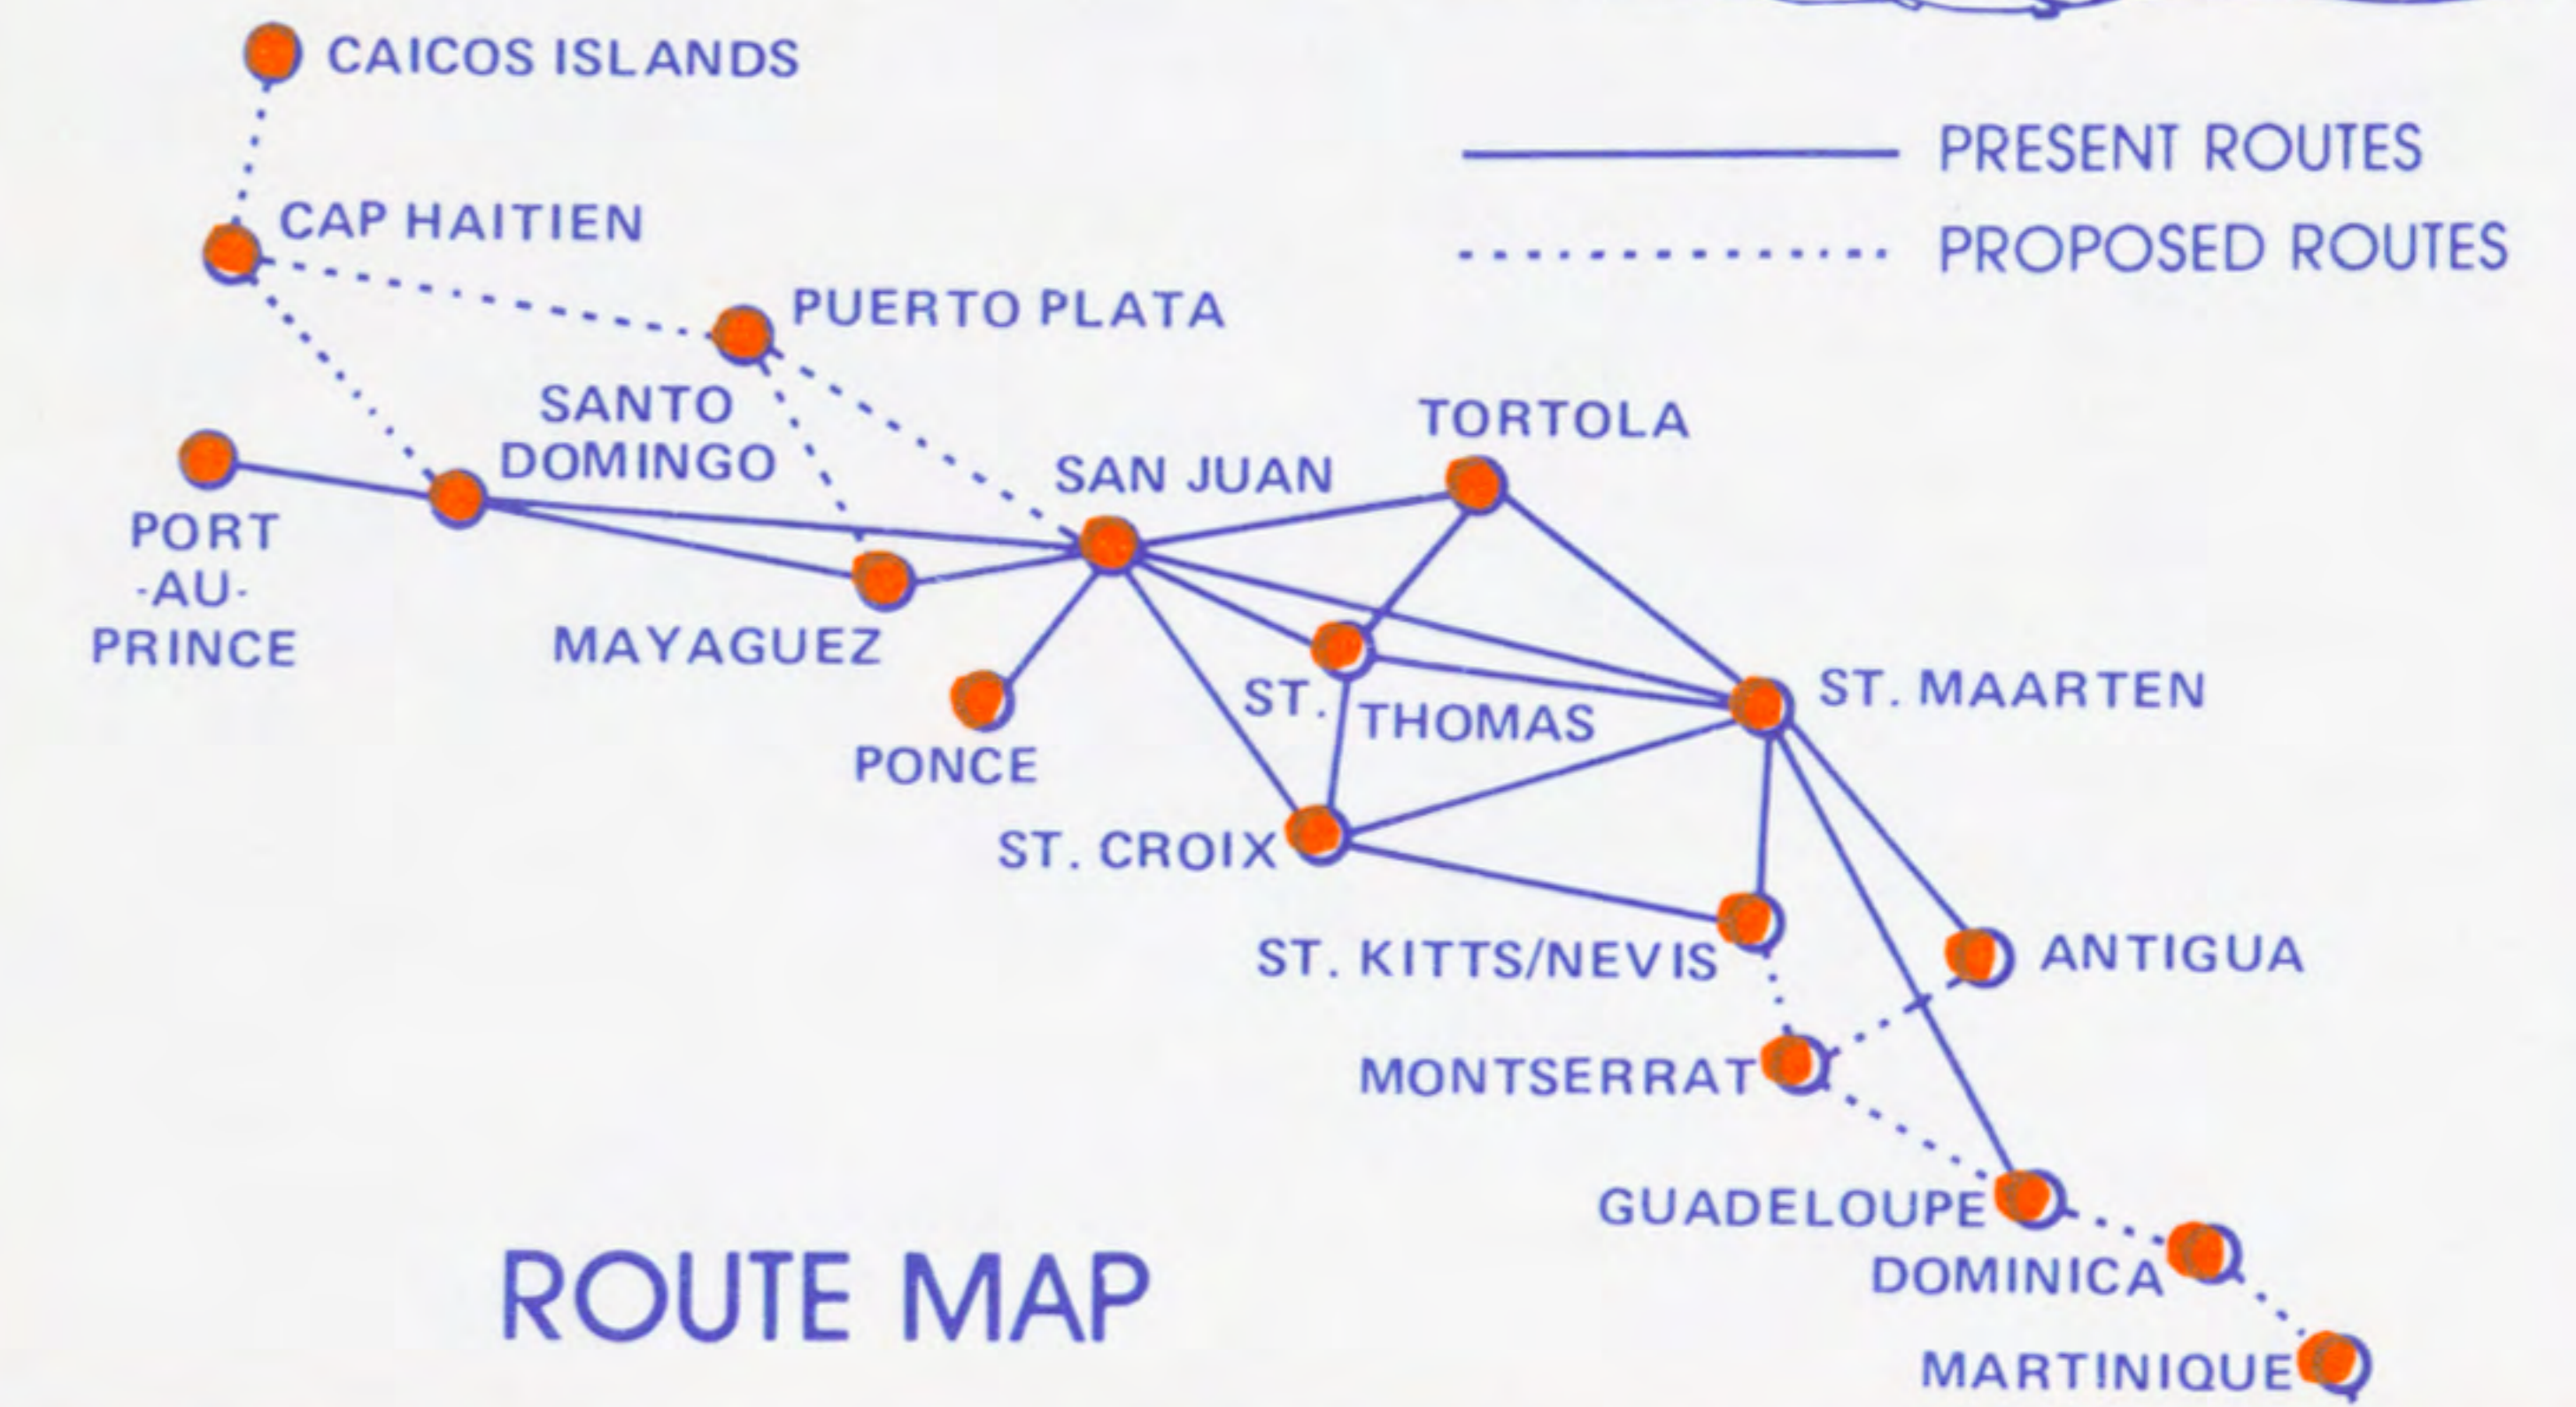 CAICOS ISLANDS
PRESENT ROUTES
CAP HAITIEN
PROPOSED ROUTES
PUERTO PLATA
SANTO
DOMINGO
TORTOLA
SAN JUAN
PORT
-AU-
PRINCE
MAYAGUEZ
ST. THOMAS
ST. MAARTEN
PONCE
ST. CROIX
ST. KITTS/NEVIS
ANTIGUA
MONTSERRAT
GUADELOUPE
DOMINICA
ROUTE MAP
MARTINIQUE